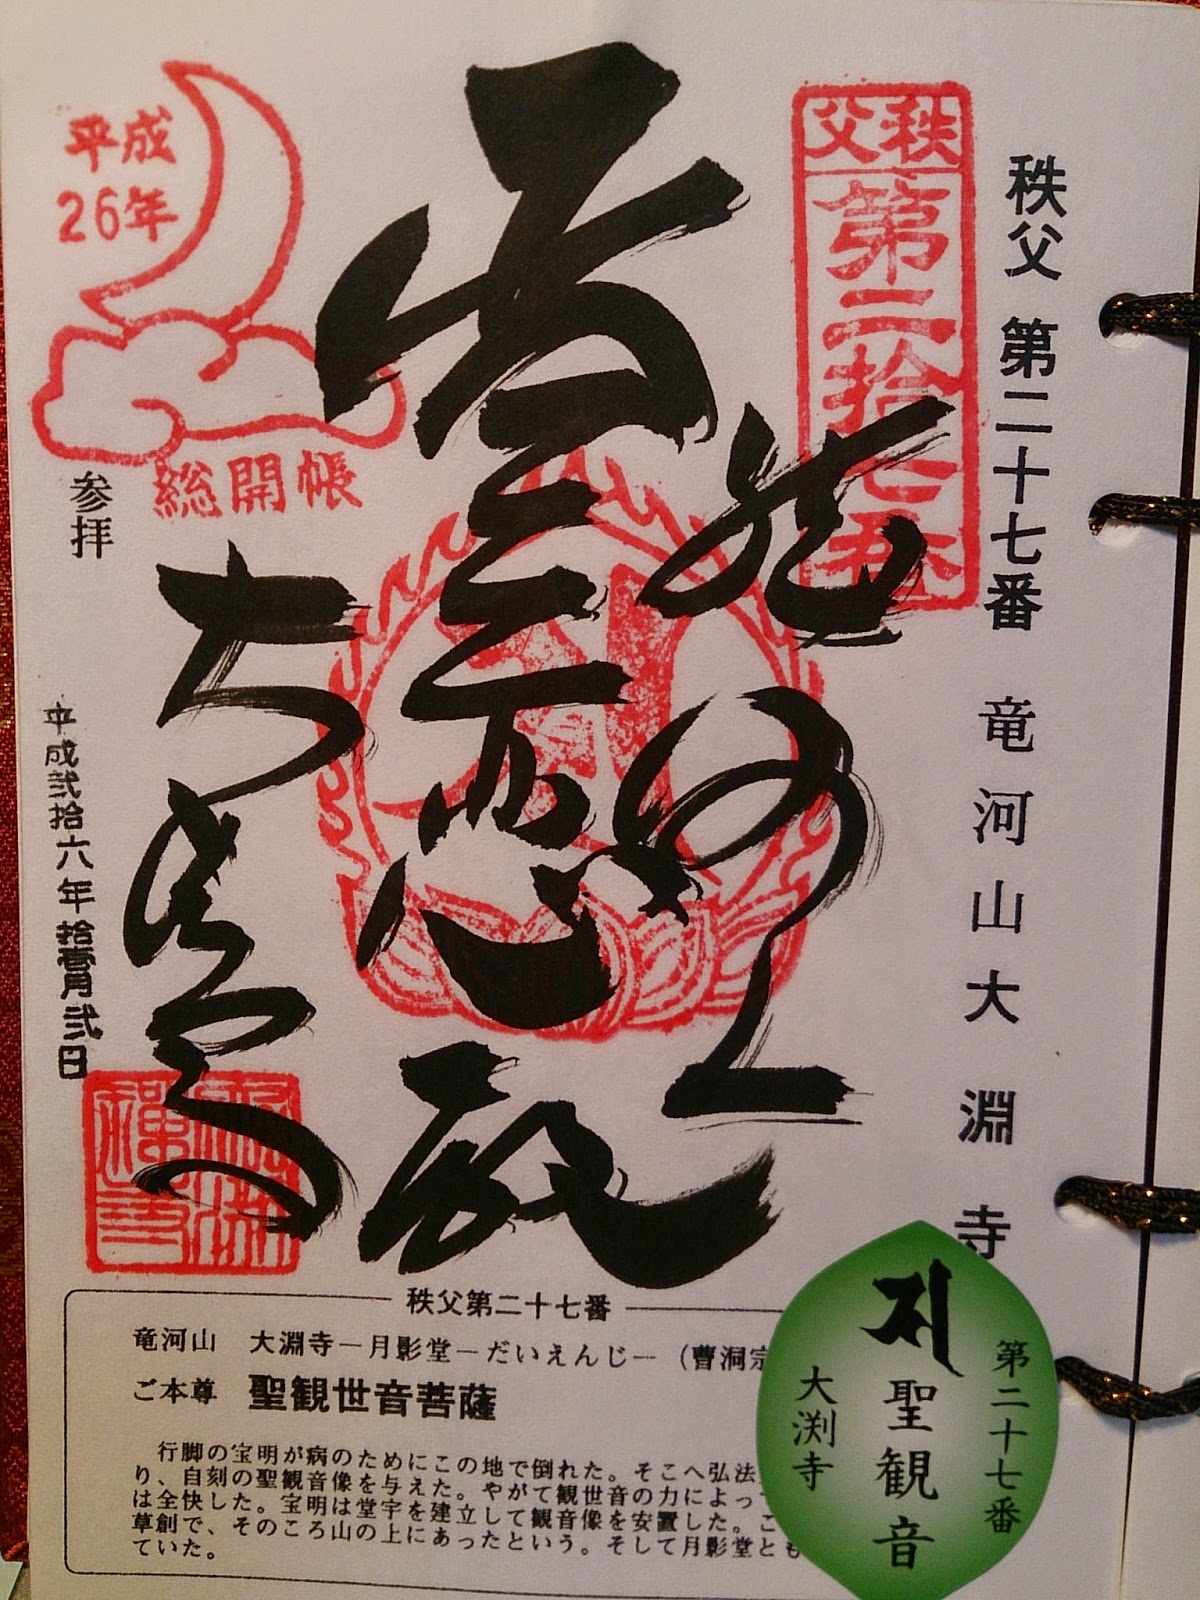 秩父 第二十七番 竜河山大淵寺
秩父
第二拾七番
平成
26年
総開帳
参拝
平成弐拾六年拾壱月弐日
秩父第二十七番
竜河山 大淵寺－月影堂－だいえんじ－（曹洞宗
ご本尊 聖観世音菩薩
行脚の宝明が病のためにこの地で倒れた。そこへ弘法
り、自刻の聖観音像を与えた。やがて観世音の力によっ
は全快した。宝明は堂宇を建立して観音像を安置した。こ
草創で、そのころ山の上にあったという。そして月影堂とも
ていた。
第二十七番
聖観音
大渕寺